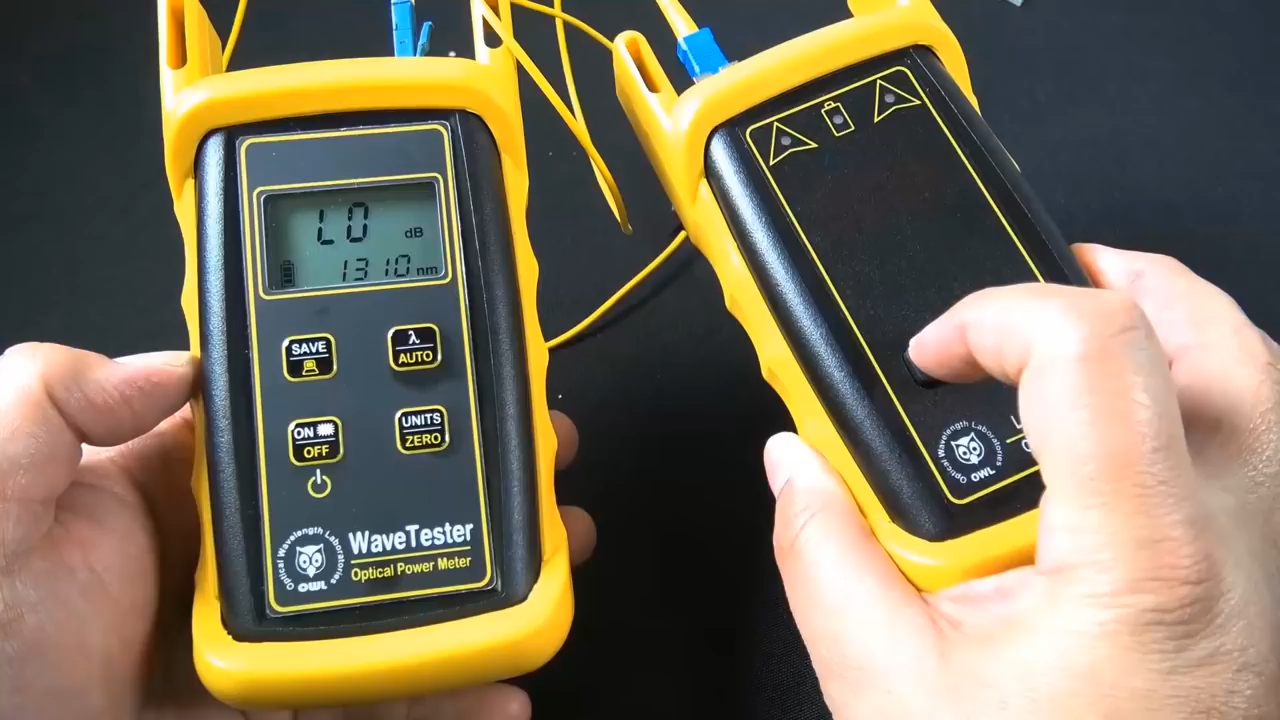 LO dB
1310 nm
SAVE
λ
AUTO
ON
OFF
UNITS
ZERO
Optical Wavelength Laboratories
OWL
WaveTester
Optical Power Meter
Optical Wavelength Laboratories
OWL